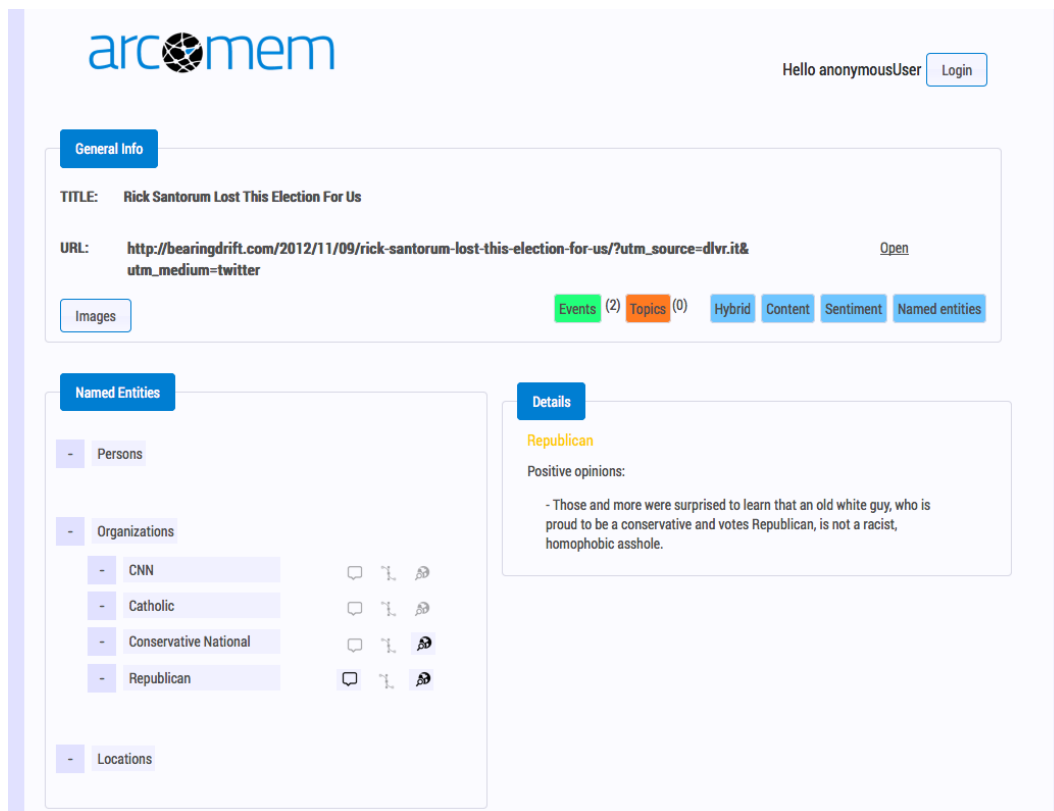 arcomem
Hello anonymousUser Login
General Info
TITLE: Rick Santorum Lost This Election For Us
URL: http://bearingdrift.com/2012/11/09/rick-santorum-lost-this-election-for-us/?utm_source=dlvr.it& Open
utm_medium=twitter
Images Events (2) Topics (0) Hybrid Content Sentiment Named entities
Named Entities
- Persons
- Organizations
- CNN
- Catholic
- Conservative National
- Republican
- Locations
Details
Republican
Positive opinions:
- Those and more were surprised to learn that an old white guy, who is
proud to be a conservative and votes Republican, is not a racist,
homophobic asshole.